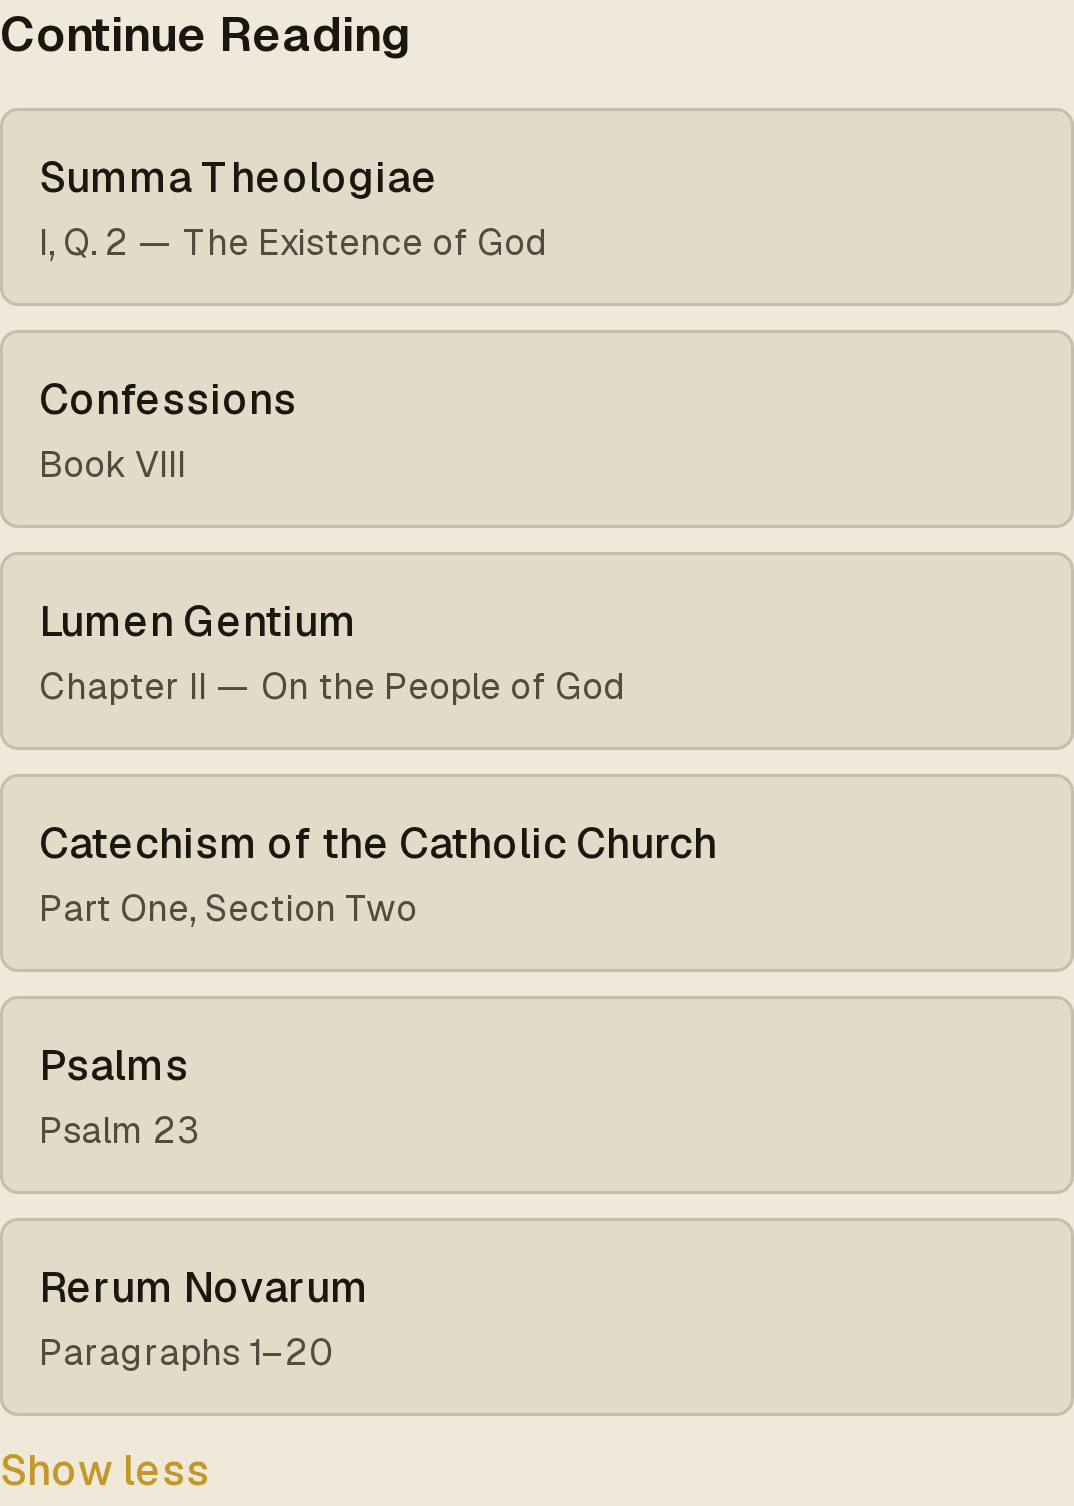 Continue Reading
Summa Theologiae
I, Q. 2 — The Existence of God
Confessions
Book VIII
Lumen Gentium
Chapter II — On the People of God
Catechism of the Catholic Church
Part One, Section Two
Psalms
Psalm 23
Rerum Novarum
Paragraphs 1–20
Show less